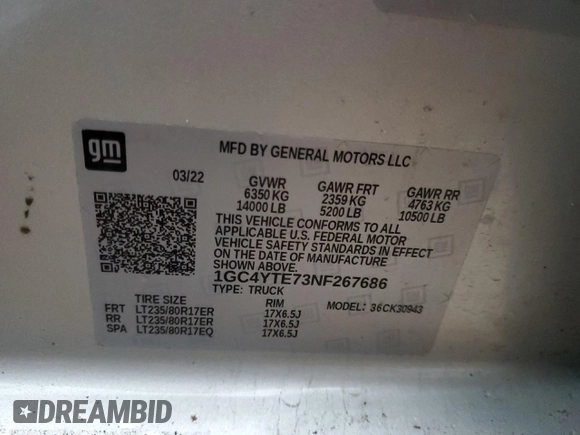 gm
MFD BY GENERAL MOTORS LLC
03/22 GVWR GAWR FRT GAWR RR
6350 KG 2359 KG 4763 KG
14000 LB 5200 LB 10500 LB
THIS VEHICLE CONFORMS TO ALL
APPLICABLE U.S. FEDERAL MOTOR
VEHICLE SAFETY STANDARDS IN EFFECT
ON THE DATE OF MANUFACTURE
SHOWN ABOVE.
1GC4YTE73NF267686
TYPE: TRUCK
TIRE SIZE RIM MODEL: 36CK30943
FRT LT235/80R17ER 17X6.5J
RR LT235/80R17ER 17X6.5J
SPA LT235/80R17EQ 17X6.5J
DREAMBID